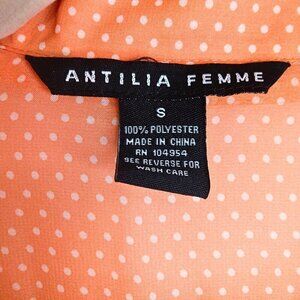 ANTILIA FEMME
S
100% POLYESTER
MADE IN CHINA
RN 104954
SEE REVERSE FOR
WASH CARE